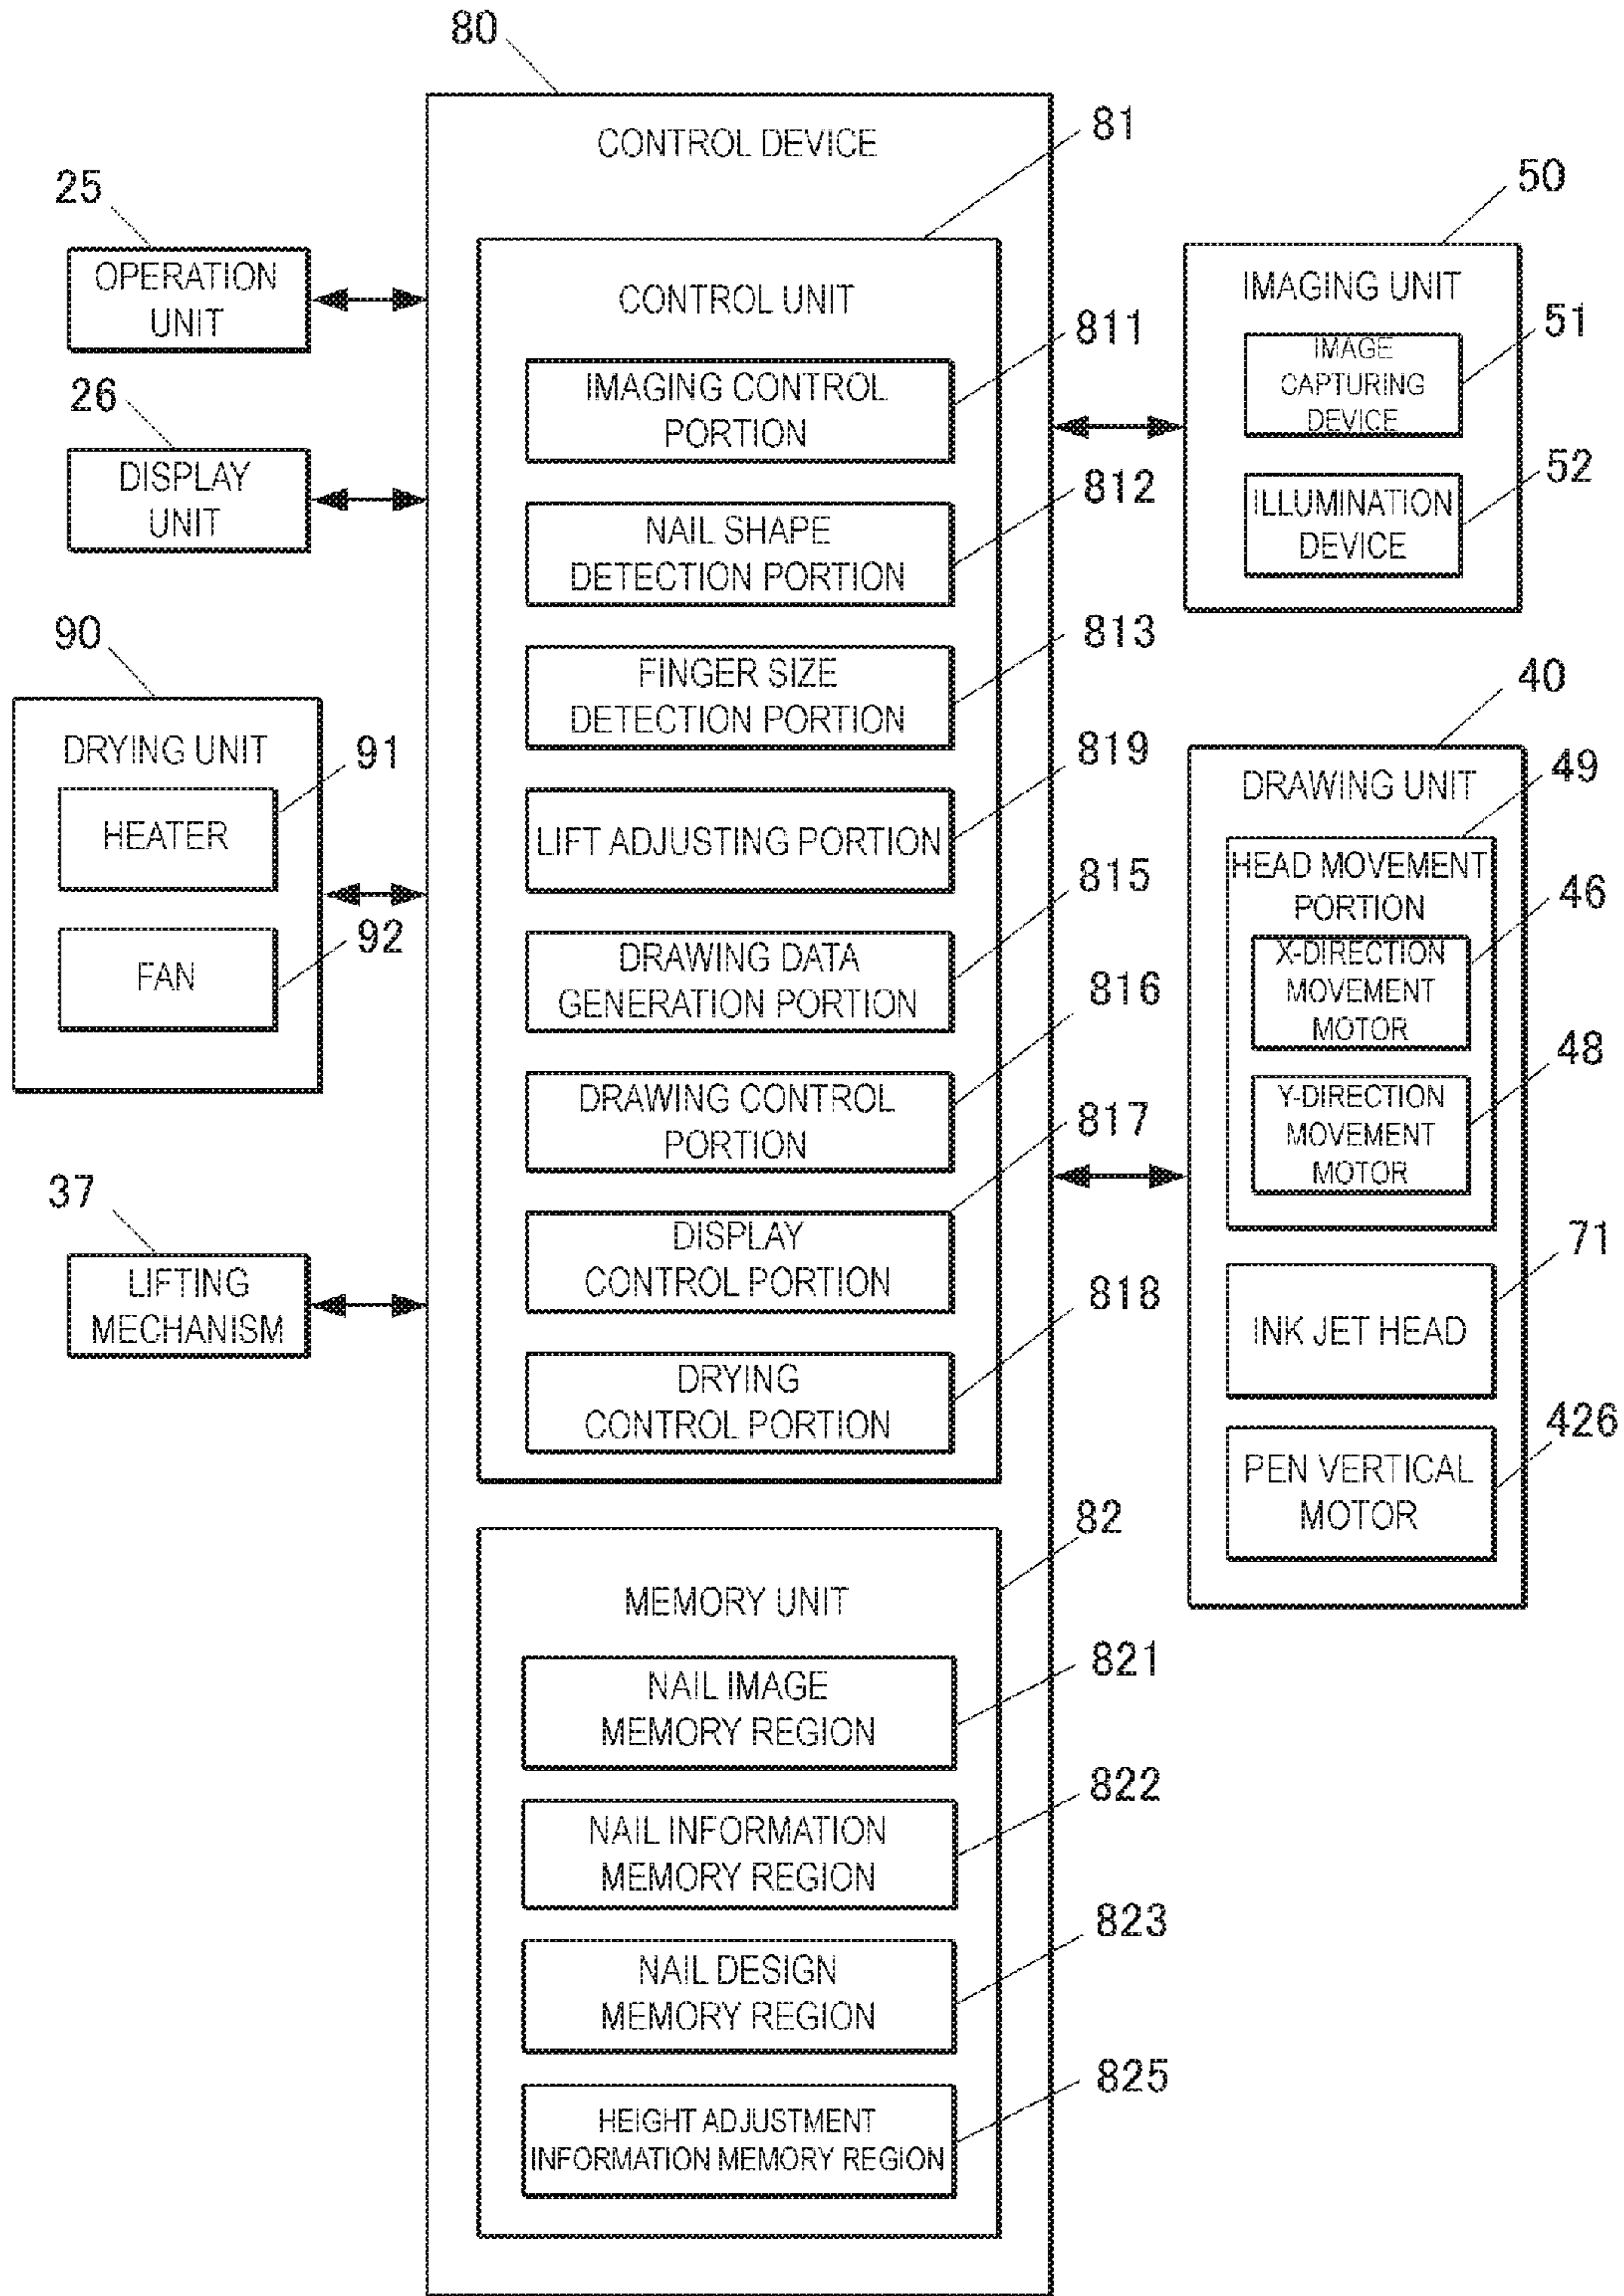 80
CONTROL DEVICE
81
CONTROL UNIT
811
IMAGING CONTROL
PORTION
812
NAIL SHAPE
DETECTION PORTION
813
FINGER SIZE
DETECTION PORTION
819
LIFT ADJUSTING PORTION
815
DRAWING DATA
GENERATION PORTION
816
DRAWING CONTROL
PORTION
817
DISPLAY
CONTROL PORTION
818
DRYING
CONTROL PORTION
82
MEMORY UNIT
821
NAIL IMAGE
MEMORY REGION
822
NAIL INFORMATION
MEMORY REGION
823
NAIL DESIGN
MEMORY REGION
825
HEIGHT ADJUSTMENT
INFORMATION MEMORY REGION
25
OPERATION
UNIT
26
DISPLAY
UNIT
90
DRYING UNIT
91
HEATER
92
FAN
37
LIFTING
MECHANISM
50
IMAGING UNIT
51
IMAGE
CAPTURING
DEVICE
52
ILLUMINATION
DEVICE
40
DRAWING UNIT
49
HEAD MOVEMENT
PORTION
46
X-DIRECTION
MOVEMENT
MOTOR
48
Y-DIRECTION
MOVEMENT
MOTOR
71
INK JET HEAD
426
PEN VERTICAL
MOTOR